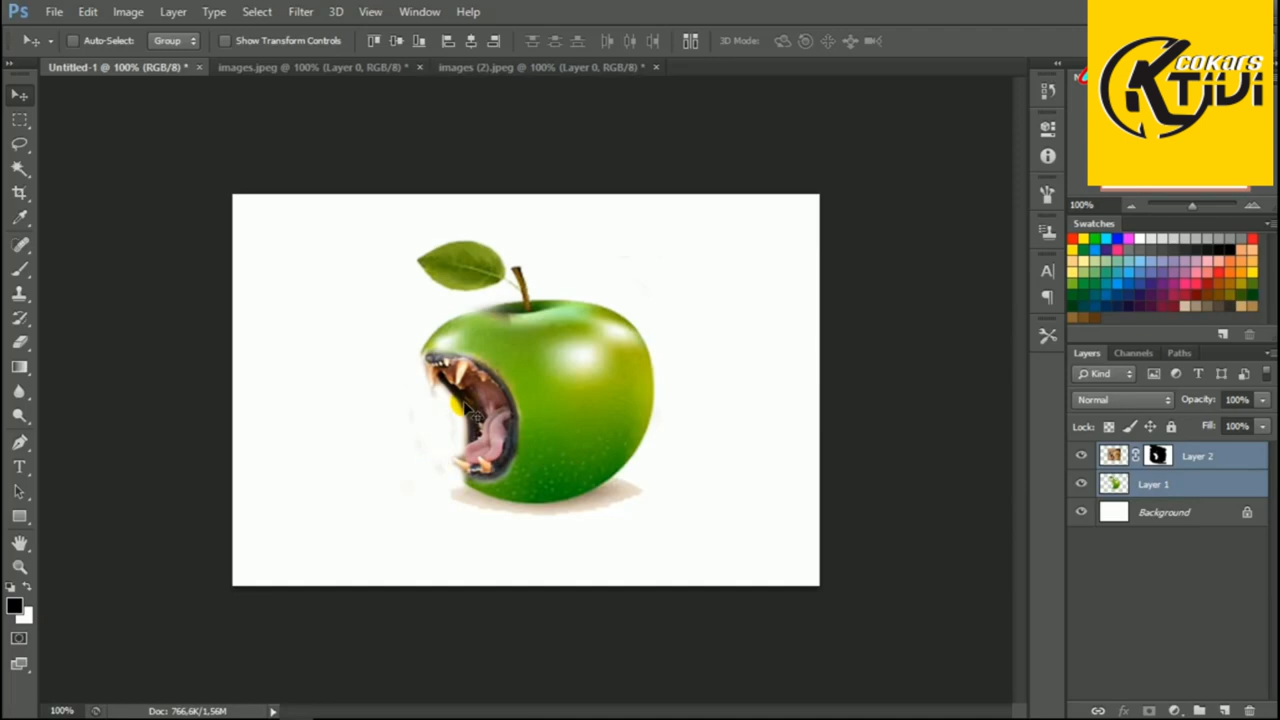 Ps File Edit Image Layer Type Select Filter 3D View Window Help
Auto-Select: Group Show Transform Controls 3D Mode:
Untitled-1 @ 100% (RGB/8) * × images.jpeg @ 100% (Layer 0, RGB/8) * × images (2).jpeg @ 100% (Layer 0, RGB/8) * ×
COKORS
KTIVI
100%
Swatches
Layers Channels Paths
Kind
Normal Opacity: 100%
Lock: Fill: 100%
Layer 2
Layer 1
Background
100% Doc: 766,6K/1,56M